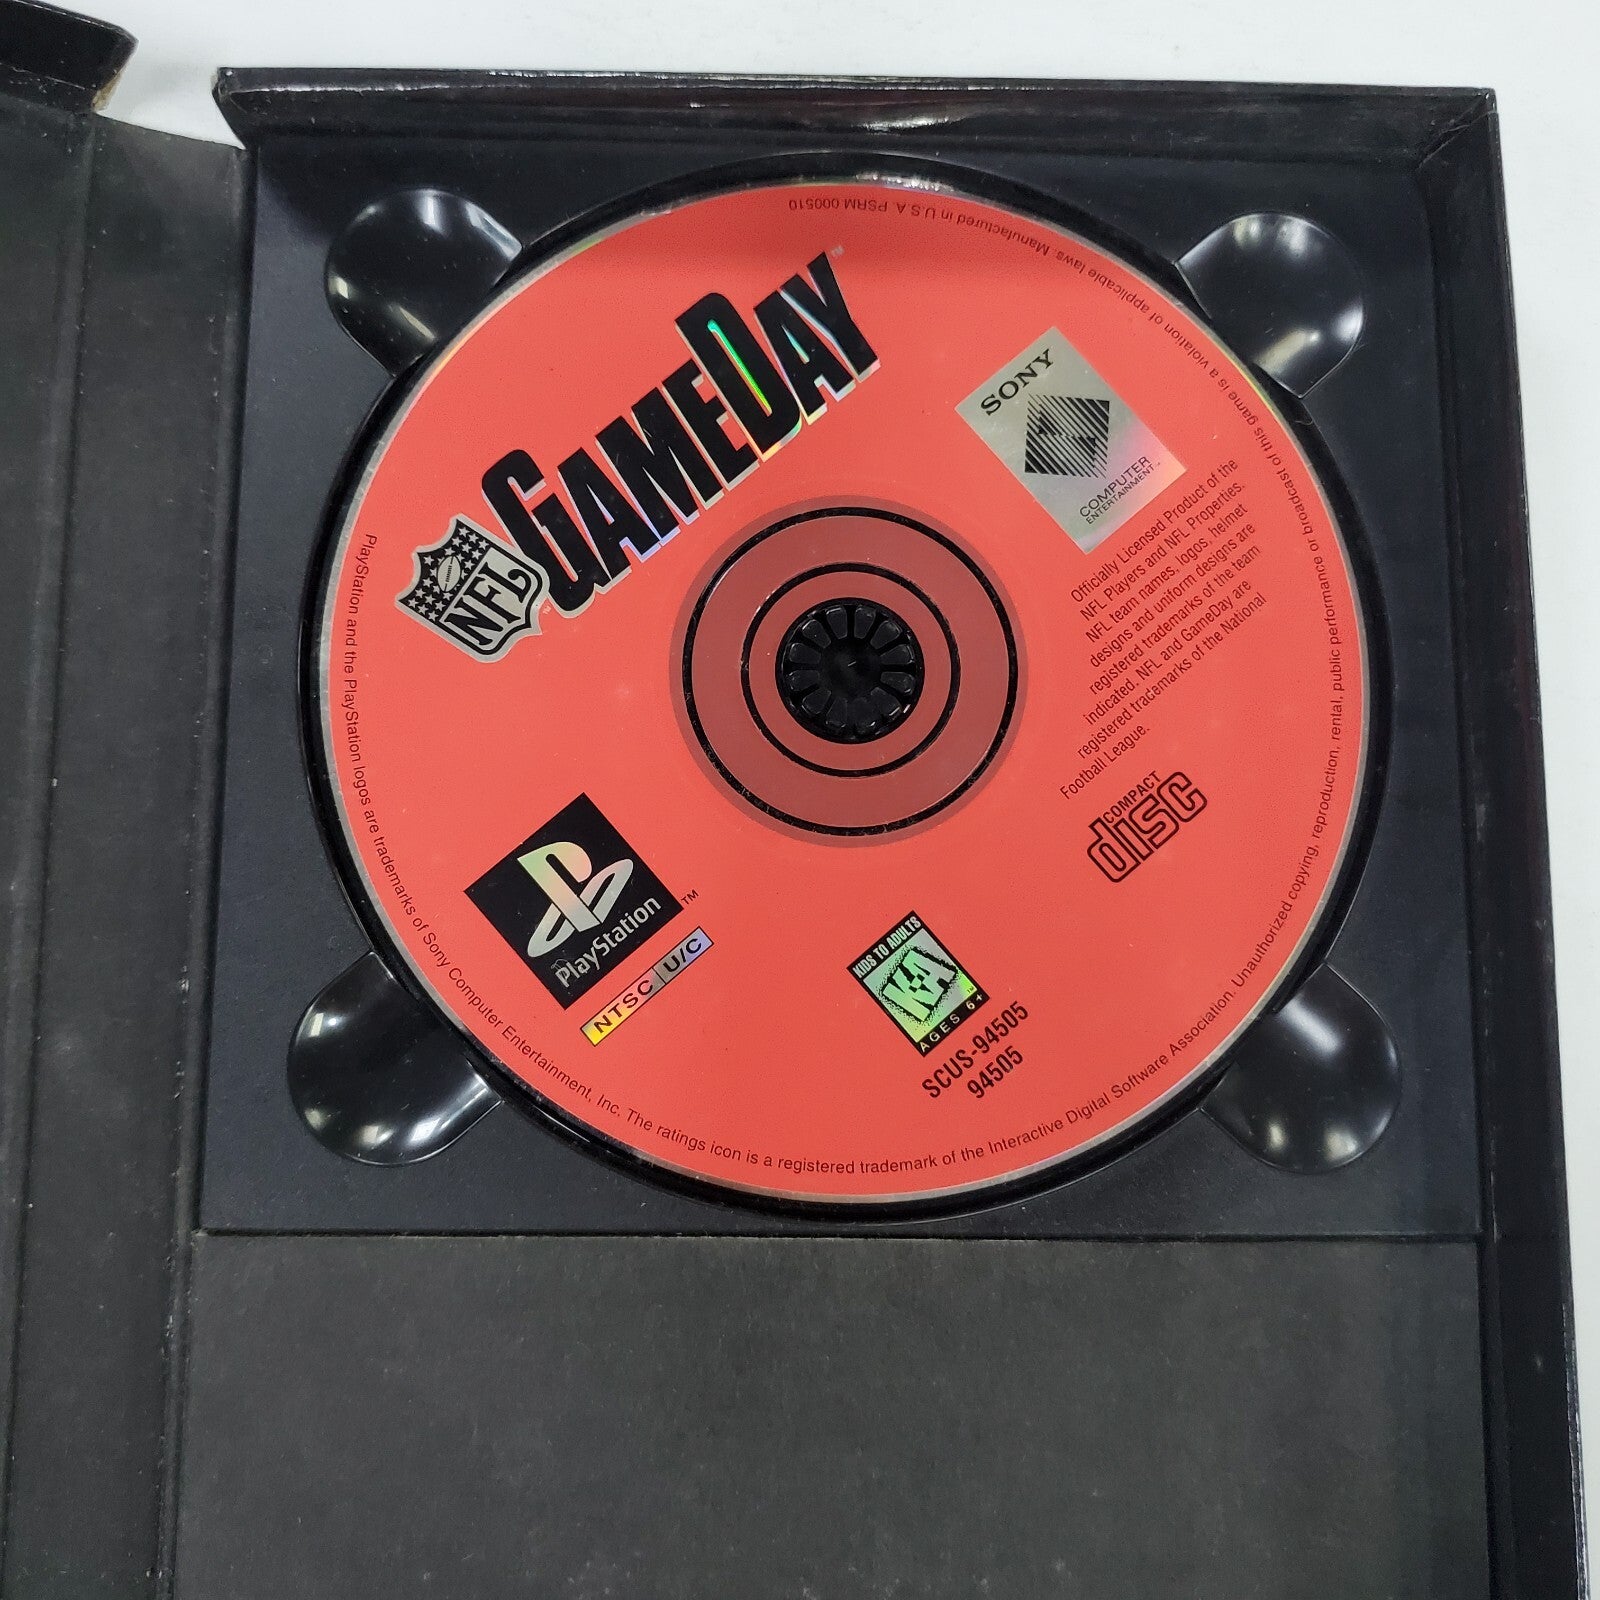 NFL
GAMEDAY™
SONY
COMPUTER
ENTERTAINMENT™
Officially Licensed Product of the
NFL Players and NFL Properties.
NFL team names, logos, helmet
designs and uniform designs are
registered trademarks of the team
indicated. NFL and GameDay are
registered trademarks of the National
Football League.
COMPACT
disc
PlayStation™
NTSC U/C
KIDS TO ADULTS
K-A™
AGES 6+
SCUS-94505
94505
PlayStation and the PlayStation logos are trademarks of Sony Computer Entertainment, Inc. The ratings icon is a registered trademark of the Interactive Digital Software Association. Unauthorized copying, reproduction, rental, public performance or broadcast of this game is a violation of applicable laws. Manufactured in U.S.A. PSRM 000510